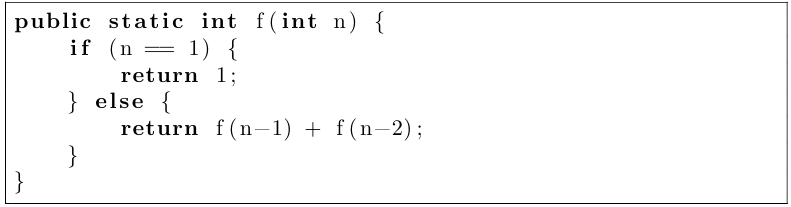 public static int f(int n) {
    if (n == 1) {
        return 1;
    } else {
        return f(n−1) + f(n−2);
    }
}